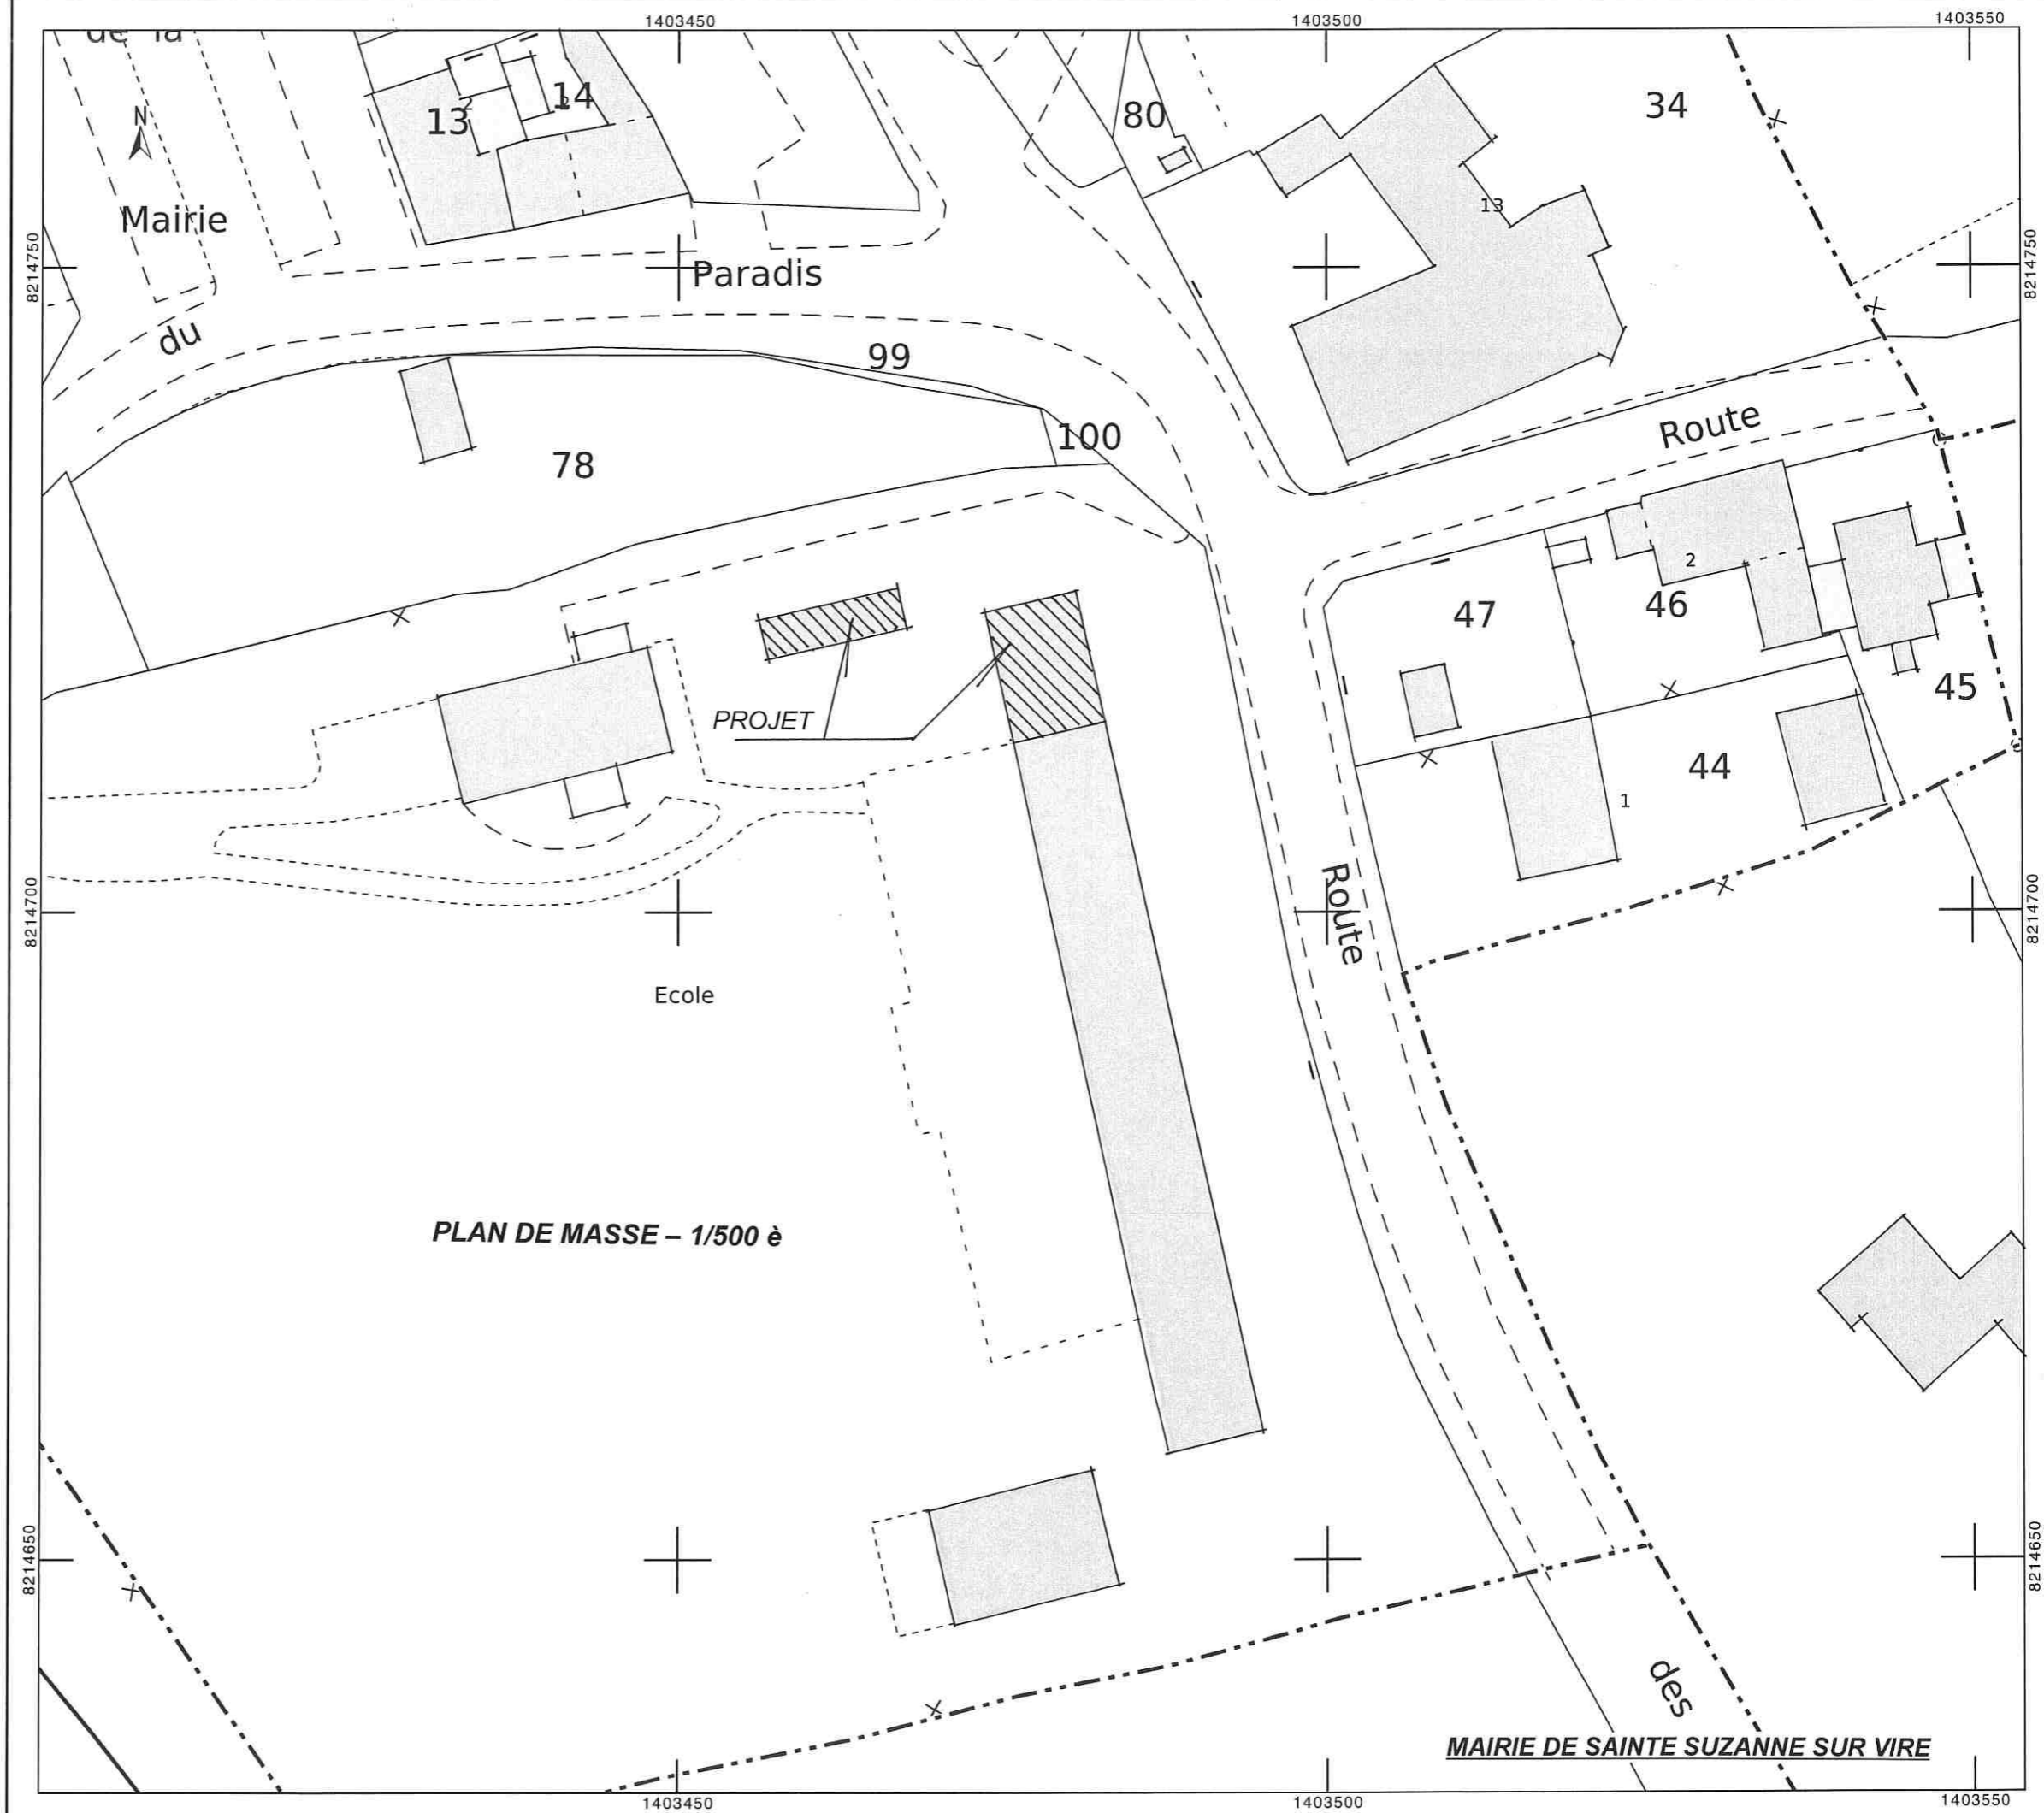 1403450
1403500
1403550
de la
N
13
2
14
2
80
34
Mairie
13
8214750
8214750
Paradis
du
99
100
78
Route
2
47
46
45
PROJET
44
1
Route
8214700
8214700
Ecole
PLAN DE MASSE – 1/500 è
8214650
8214650
des
MAIRIE DE SAINTE SUZANNE SUR VIRE
1403450
1403500
1403550